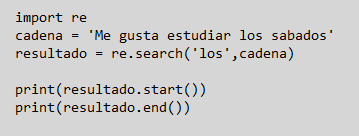 import re
cadena = 'Me gusta estudiar los sabados'
resultado = re.search('los',cadena)
print(resultado.start())
print(resultado.end())